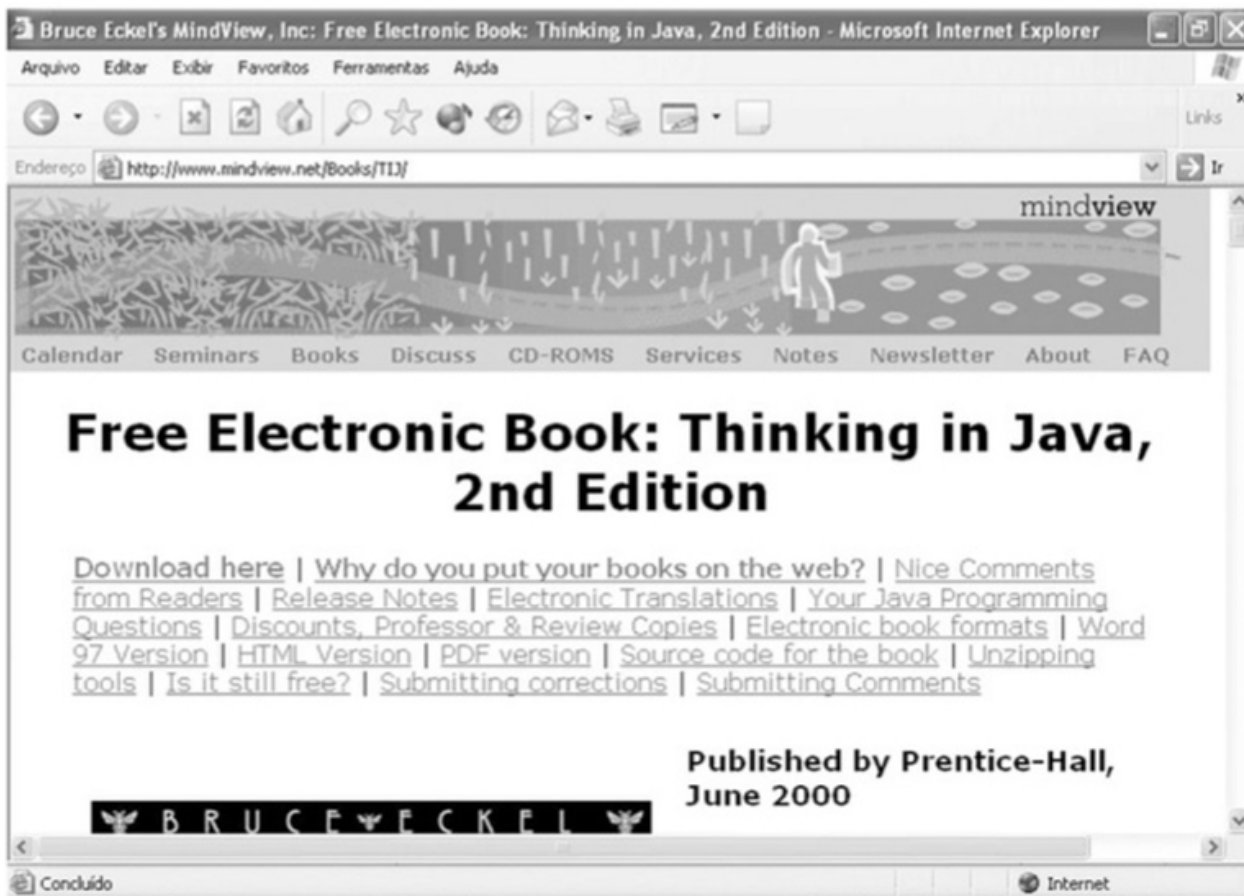 Bruce Eckel's MindView, Inc: Free Electronic Book: Thinking in Java, 2nd Edition - Microsoft Internet Explorer
Arquivo Editar Exibir Favoritos Ferramentas Ajuda
Links
Endereço http://www.mindview.net/Books/TIJ/ Ir
mindview
Calendar Seminars Books Discuss CD-ROMS Services Notes Newsletter About FAQ
Free Electronic Book: Thinking in Java,
2nd Edition
Download here | Why do you put your books on the web? | Nice Comments
from Readers | Release Notes | Electronic Translations | Your Java Programming
Questions | Discounts, Professor & Review Copies | Electronic book formats | Word
97 Version | HTML Version | PDF version | Source code for the book | Unzipping
tools | Is it still free? | Submitting corrections | Submitting Comments
Published by Prentice-Hall,
June 2000
BRUCE ECKEL
Concluído Internet